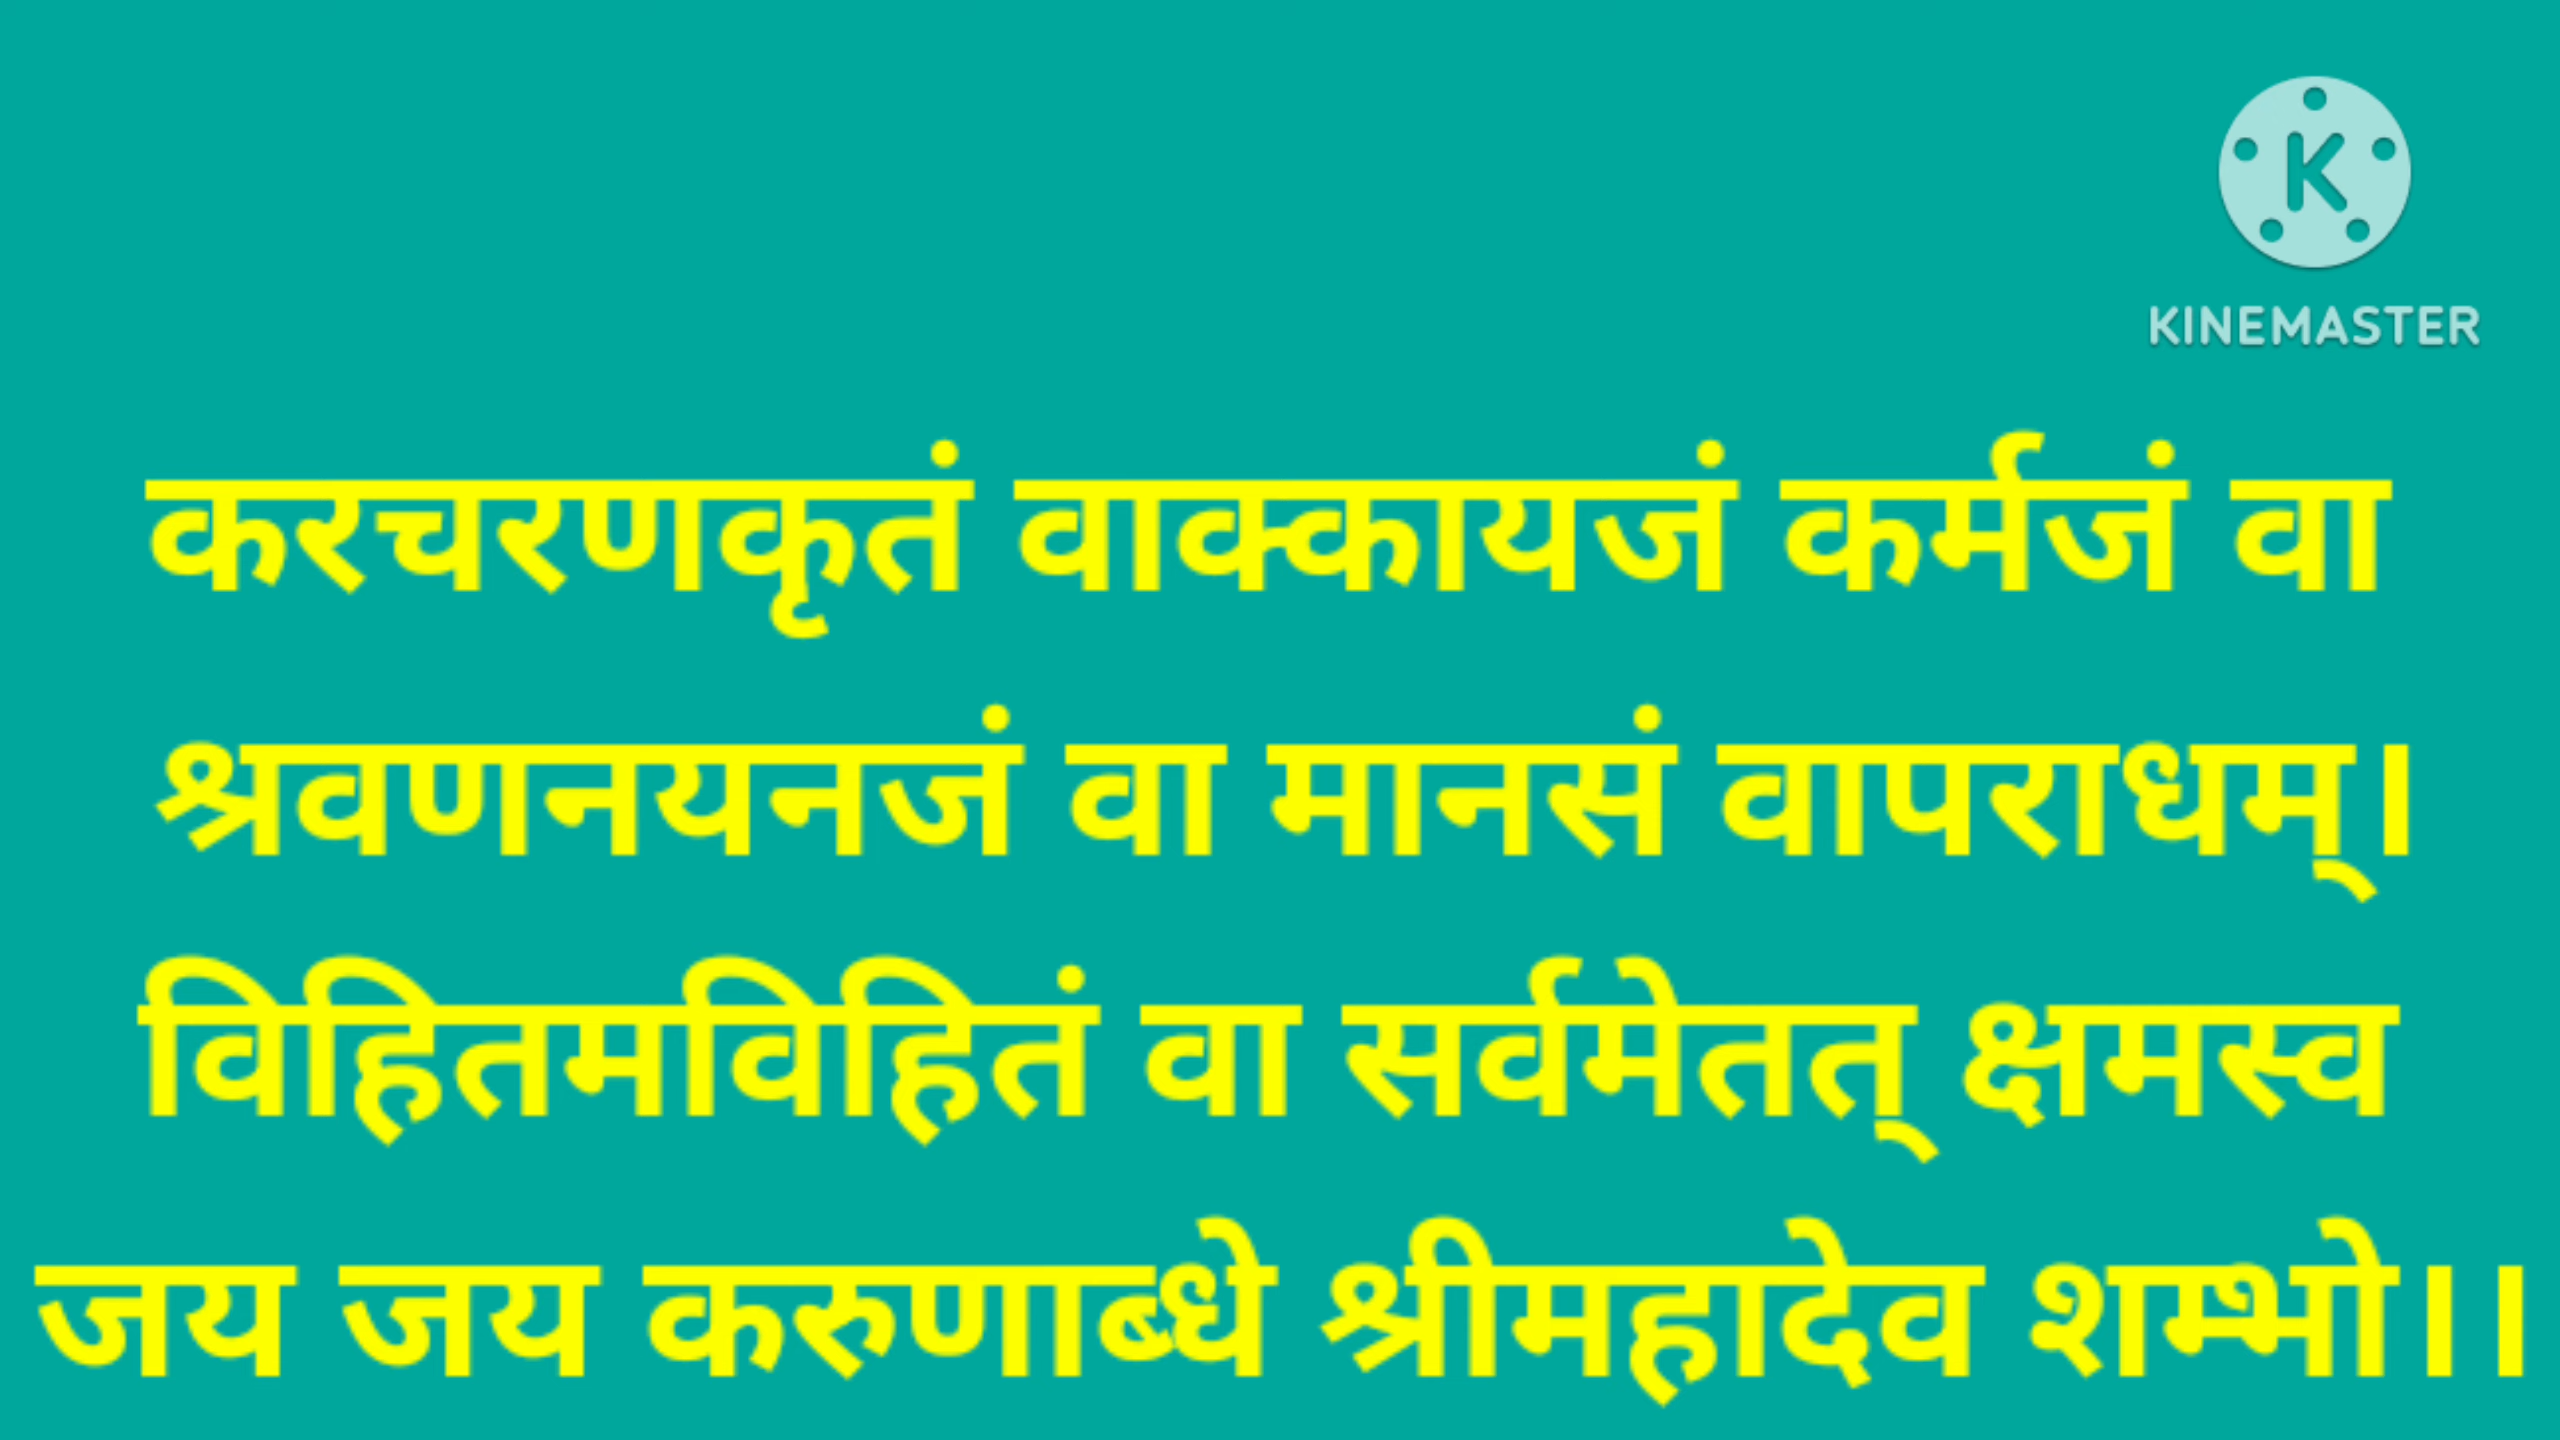 K
KINEMASTER
करचरणकृतं वाक्कायजं कर्मजं वा
श्रवणनयनजं वा मानसं वापराधम्।
विहितमविहितं वा सर्वमेतत् क्षमस्व
जय जय करुणाब्धे श्रीमहादेव शम्भो।।